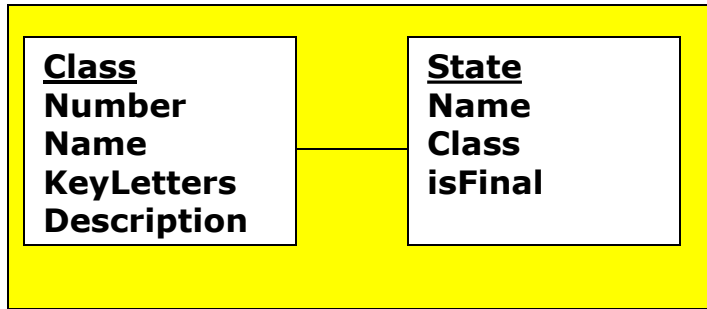 Class
Number
Name
KeyLetters
Description
State
Name
Class
isFinal